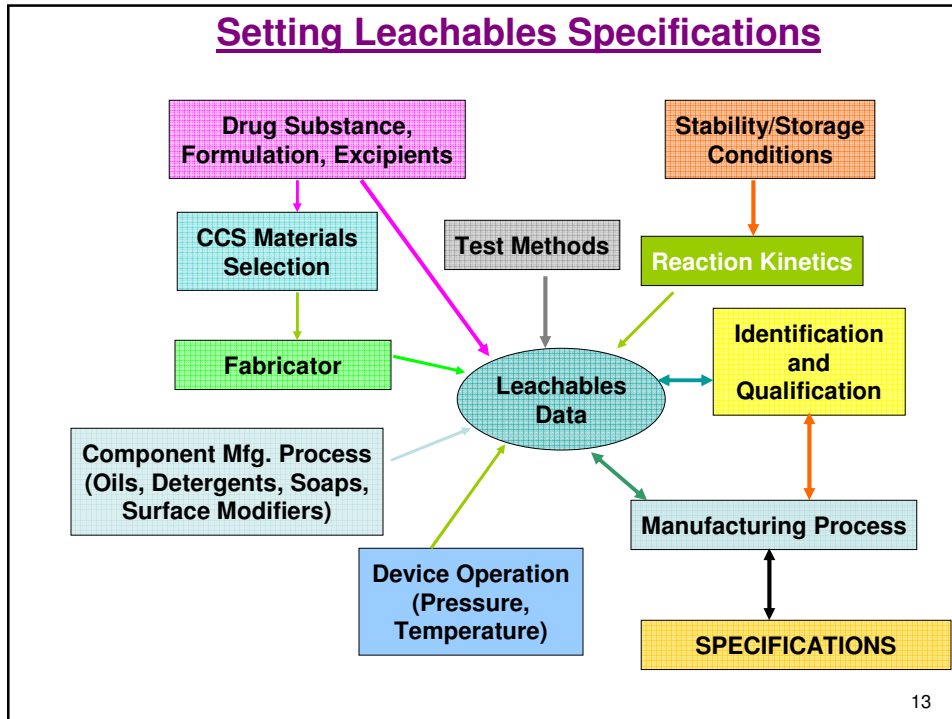 Setting Leachables Specifications
Drug Substance,
Formulation, Excipients
Stability/Storage
Conditions
CCS Materials
Selection
Test Methods
Reaction Kinetics
Identification
and
Qualification
Fabricator
Leachables
Data
Component Mfg. Process
(Oils, Detergents, Soaps,
Surface Modifiers)
Manufacturing Process
Device Operation
(Pressure,
Temperature)
SPECIFICATIONS
13